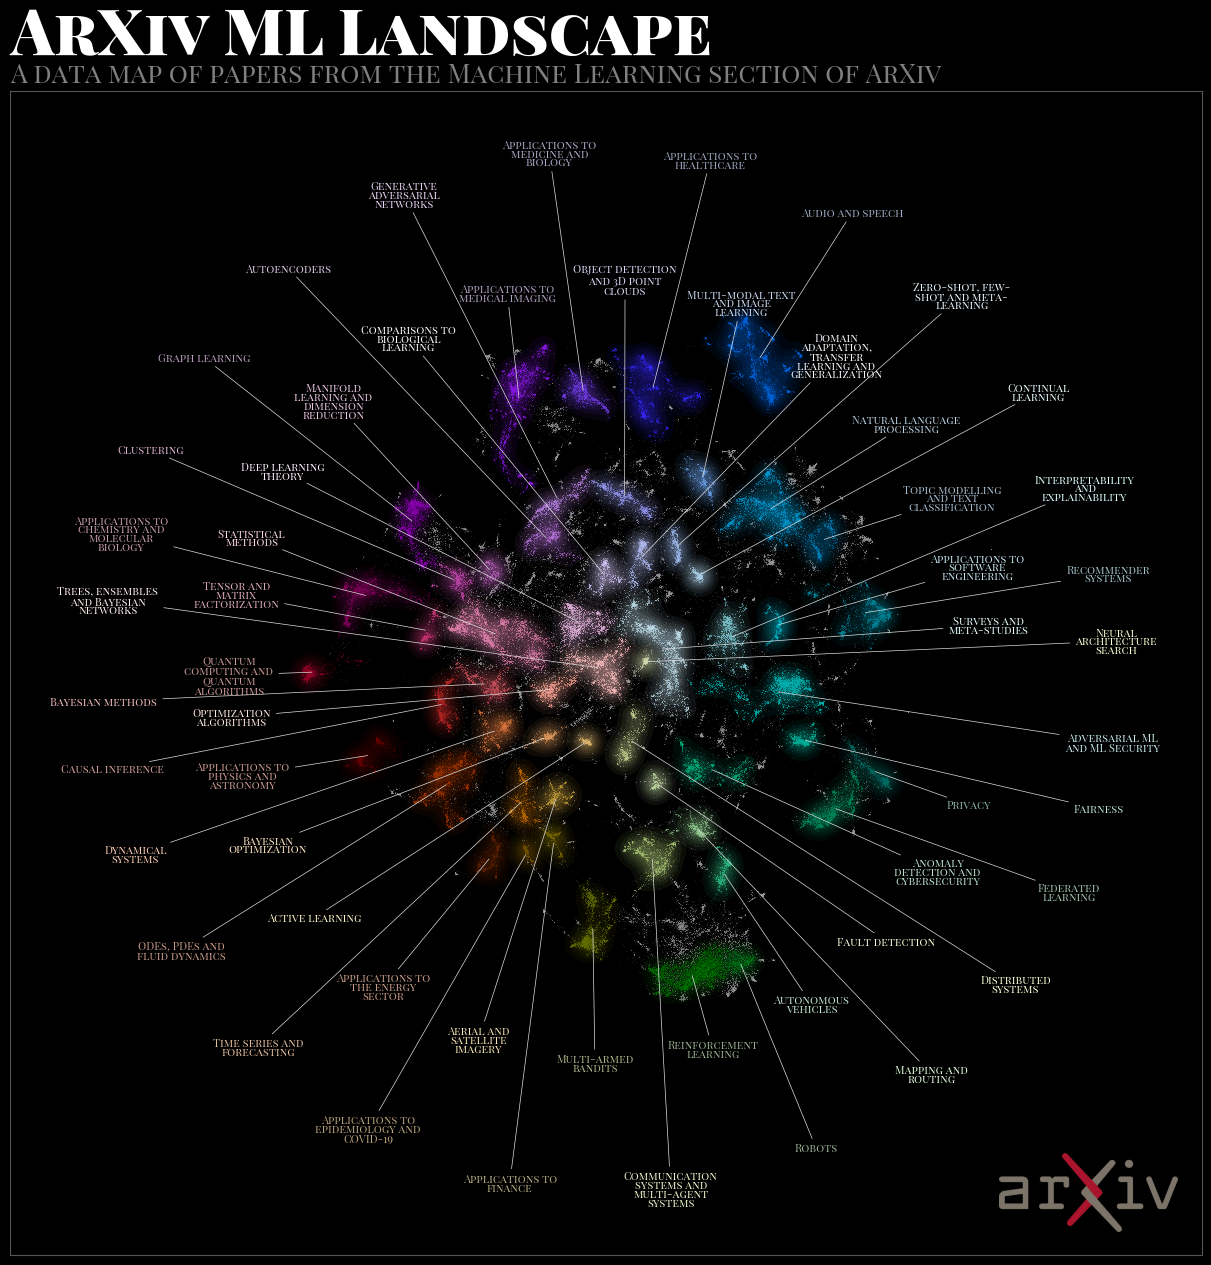 ArXiv ML Landscape
A data map of papers from the Machine Learning section of ArXiv
Applications to
medicine and
biology
Applications to
healthcare
Generative
adversarial
networks
Audio and speech
Autoencoders
Object detection
and 3D point
clouds
Applications to
medical imaging
Multi-modal text
and image
learning
Zero-shot, few-
shot and meta-
learning
Comparisons to
biological
learning
Domain
adaptation,
transfer
learning and
generalization
Graph learning
Manifold
learning and
dimension
reduction
Continual
learning
Natural language
processing
Clustering
Deep learning
theory
Interpretability
and
explainability
Topic modelling
and text
classification
Applications to
chemistry and
molecular
biology
Statistical
methods
Applications to
software
engineering
Recommender
systems
Trees, ensembles
and Bayesian
networks
Tensor and
matrix
factorization
Surveys and
meta-studies
Neural
architecture
search
Quantum
computing and
quantum
algorithms
Bayesian methods
Optimization
algorithms
Adversarial ML
and ML Security
Causal inference
Applications to
physics and
astronomy
Privacy
Fairness
Dynamical
systems
Bayesian
optimization
Anomaly
detection and
cybersecurity
Federated
learning
Active learning
Fault detection
ODEs, PDEs and
fluid dynamics
Applications to
the energy
sector
Distributed
systems
Autonomous
vehicles
Time series and
forecasting
Aerial and
satellite
imagery
Multi-armed
bandits
Reinforcement
learning
Mapping and
routing
Applications to
epidemiology and
COVID-19
Robots
Applications to
finance
Communication
systems and
multi-agent
systems
arXiv